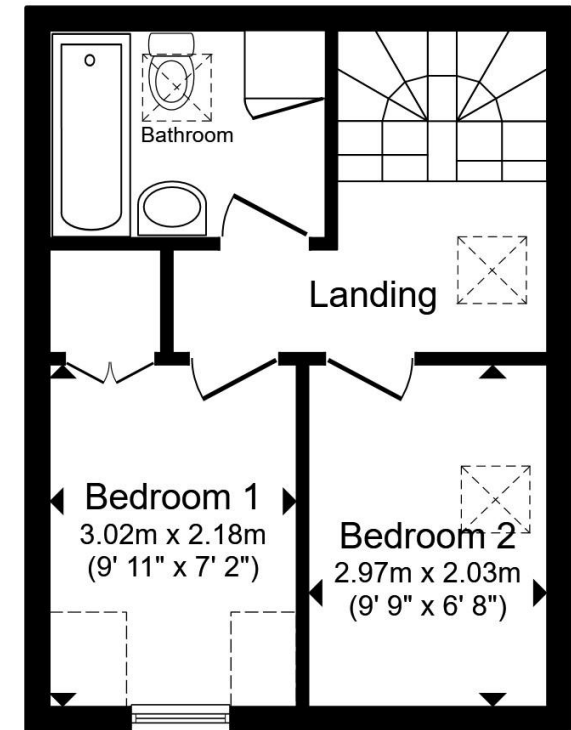 Bathroom
Landing
Bedroom 1
3.02m x 2.18m
(9' 11" x 7' 2")
Bedroom 2
2.97m x 2.03m
(9' 9" x 6' 8")